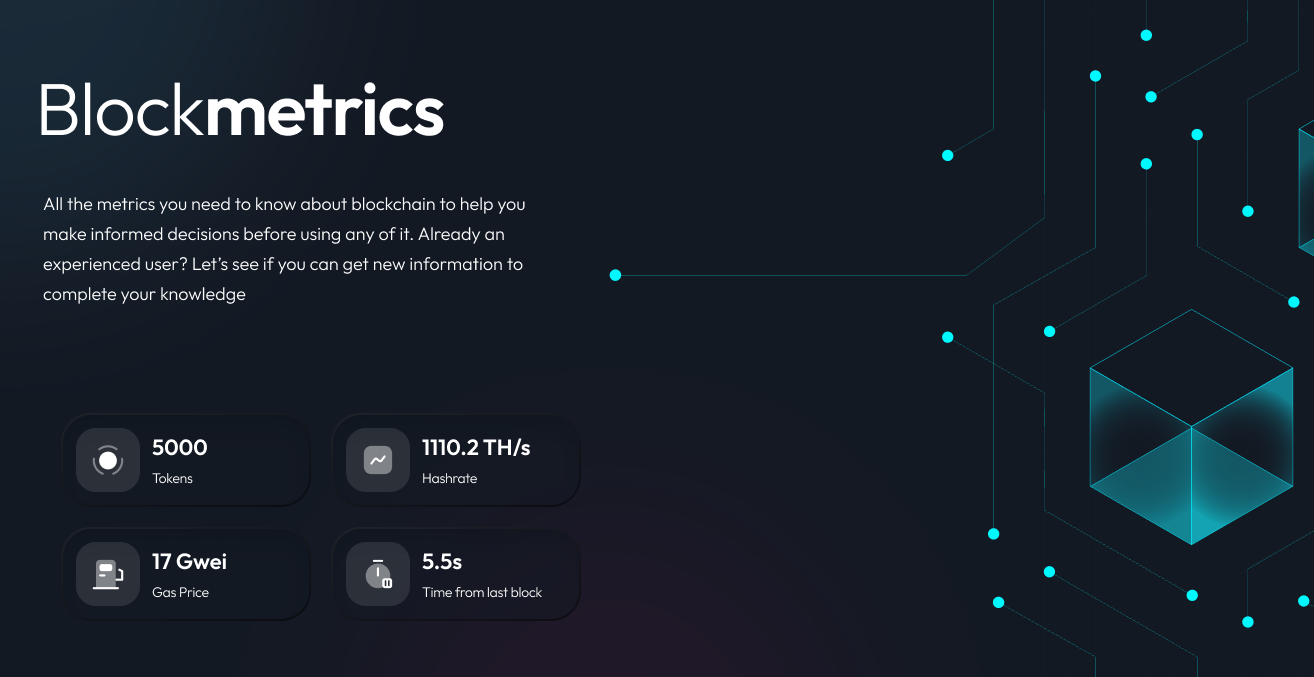 Blockmetrics
All the metrics you need to know about blockchain to help you
make informed decisions before using any of it. Already an
experienced user? Let’s see if you can get new information to
complete your knowledge
5000
Tokens
1110.2 TH/s
Hashrate
17 Gwei
Gas Price
5.5s
Time from last block